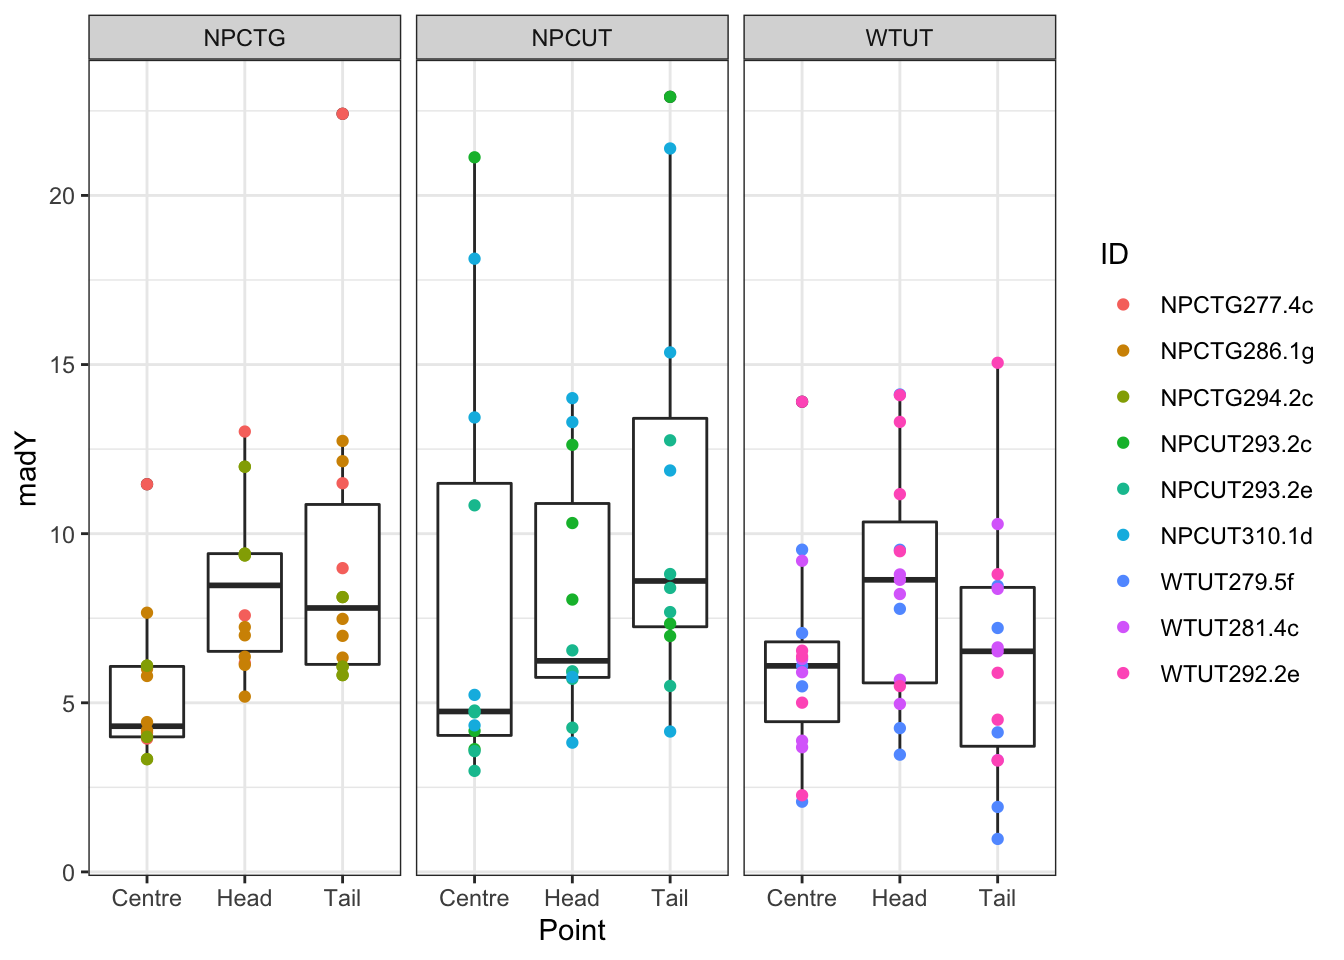 NPCTG NPCUT WTUT
madY
20
15
10
5
0
Centre Head Tail Centre Head Tail Centre Head Tail
Point
ID
NPCTG277.4c
NPCTG286.1g
NPCTG294.2c
NPCUT293.2c
NPCUT293.2e
NPCUT310.1d
WTUT279.5f
WTUT281.4c
WTUT292.2e